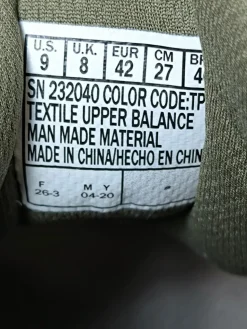 U.S. U.K. EUR CM
9 8 42 27
SN 232040 COLOR CODE:TP
TEXTILE UPPER BALANCE
MAN MADE MATERIAL
MADE IN CHINA/HECHO EN CHIN
F M Y
26-3 04-20